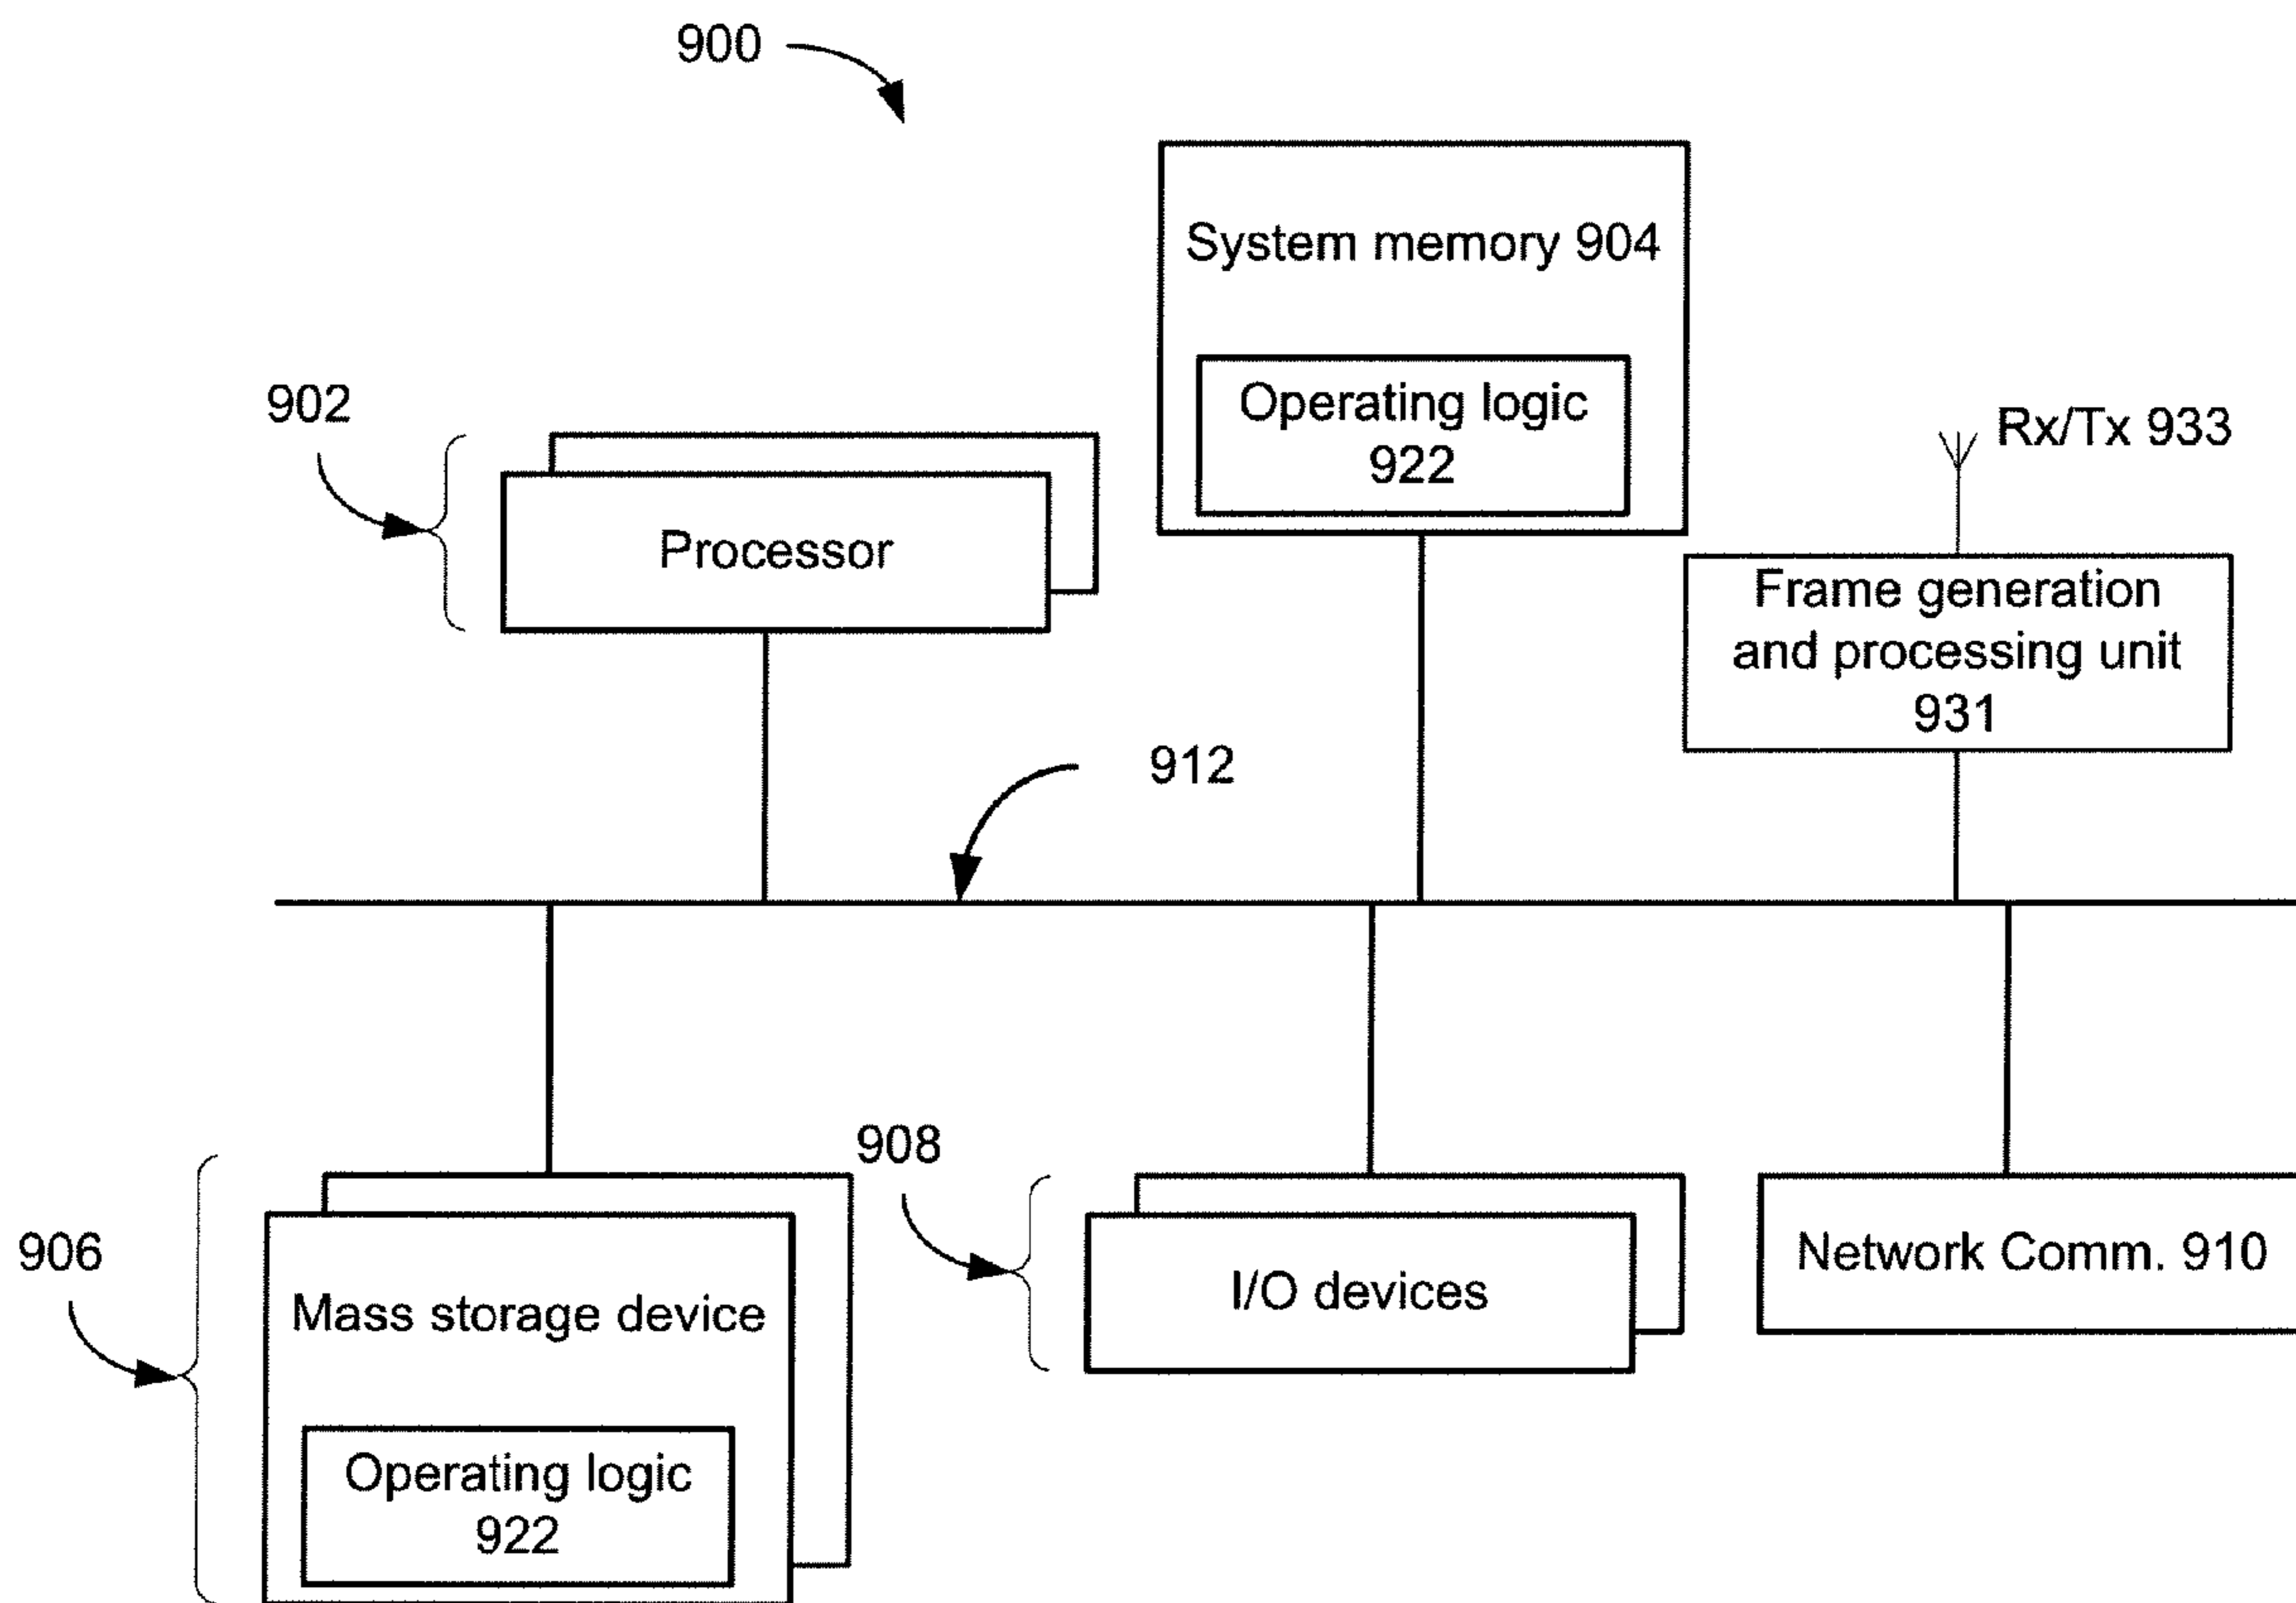 900
System memory 904
Operating logic
922
902
Processor
Rx/Tx 933
Frame generation
and processing unit
931
912
908
906
Mass storage device
Operating logic
922
I/O devices
Network Comm. 910